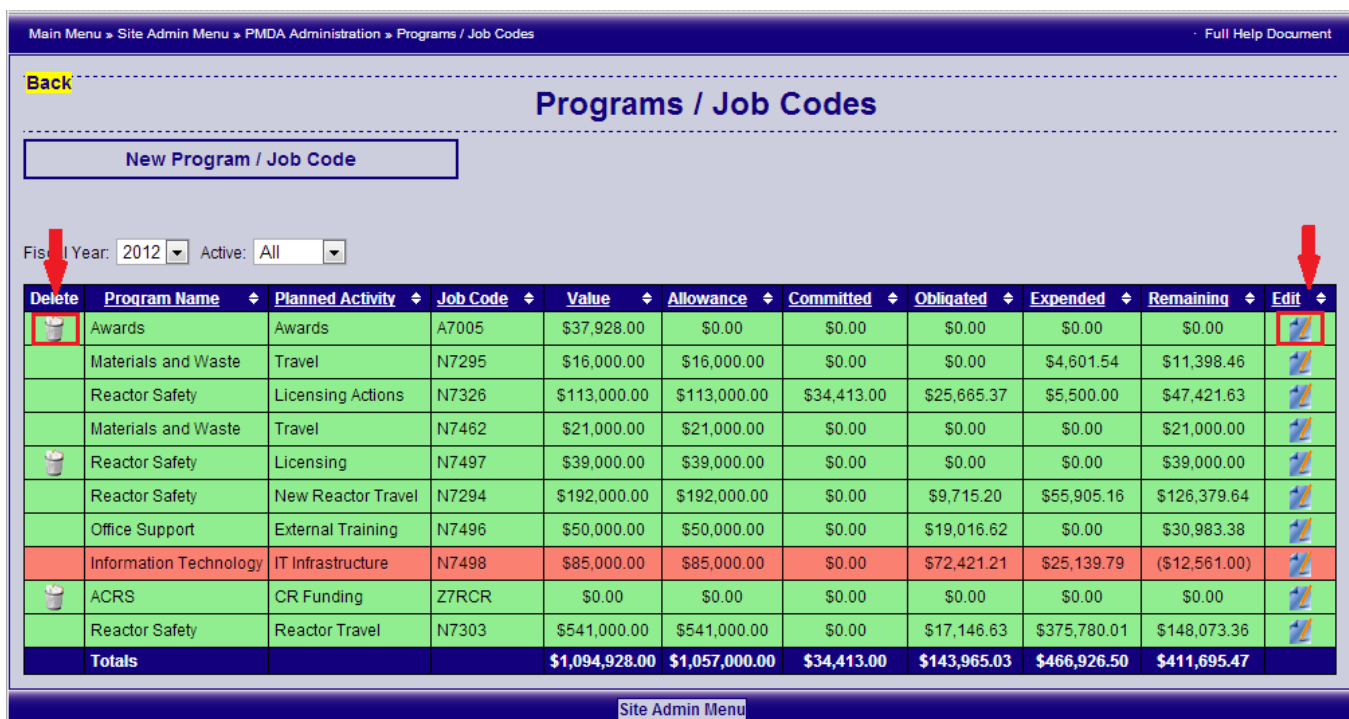 Main Menu » Site Admin Menu » PMDA Administration » Programs / Job Codes · Full Help Document
Back
Programs / Job Codes
New Program / Job Code
Fiscal Year: 2012 Active: All
Delete Program Name Planned Activity Job Code Value Allowance Committed Obligated Expended Remaining Edit
Awards Awards A7005 $37,928.00 $0.00 $0.00 $0.00 $0.00 $0.00
Materials and Waste Travel N7295 $16,000.00 $16,000.00 $0.00 $0.00 $4,601.54 $11,398.46
Reactor Safety Licensing Actions N7326 $113,000.00 $113,000.00 $34,413.00 $25,665.37 $5,500.00 $47,421.63
Materials and Waste Travel N7462 $21,000.00 $21,000.00 $0.00 $0.00 $0.00 $21,000.00
Reactor Safety Licensing N7497 $39,000.00 $39,000.00 $0.00 $0.00 $0.00 $39,000.00
Reactor Safety New Reactor Travel N7294 $192,000.00 $192,000.00 $0.00 $9,715.20 $55,905.16 $126,379.64
Office Support External Training N7496 $50,000.00 $50,000.00 $0.00 $19,016.62 $0.00 $30,983.38
Information Technology IT Infrastructure N7498 $85,000.00 $85,000.00 $0.00 $72,421.21 $25,139.79 ($12,561.00)
ACRS CR Funding Z7RCR $0.00 $0.00 $0.00 $0.00 $0.00 $0.00
Reactor Safety Reactor Travel N7303 $541,000.00 $541,000.00 $0.00 $17,146.63 $375,780.01 $148,073.36
Totals $1,094,928.00 $1,057,000.00 $34,413.00 $143,965.03 $466,926.50 $411,695.47
Site Admin Menu